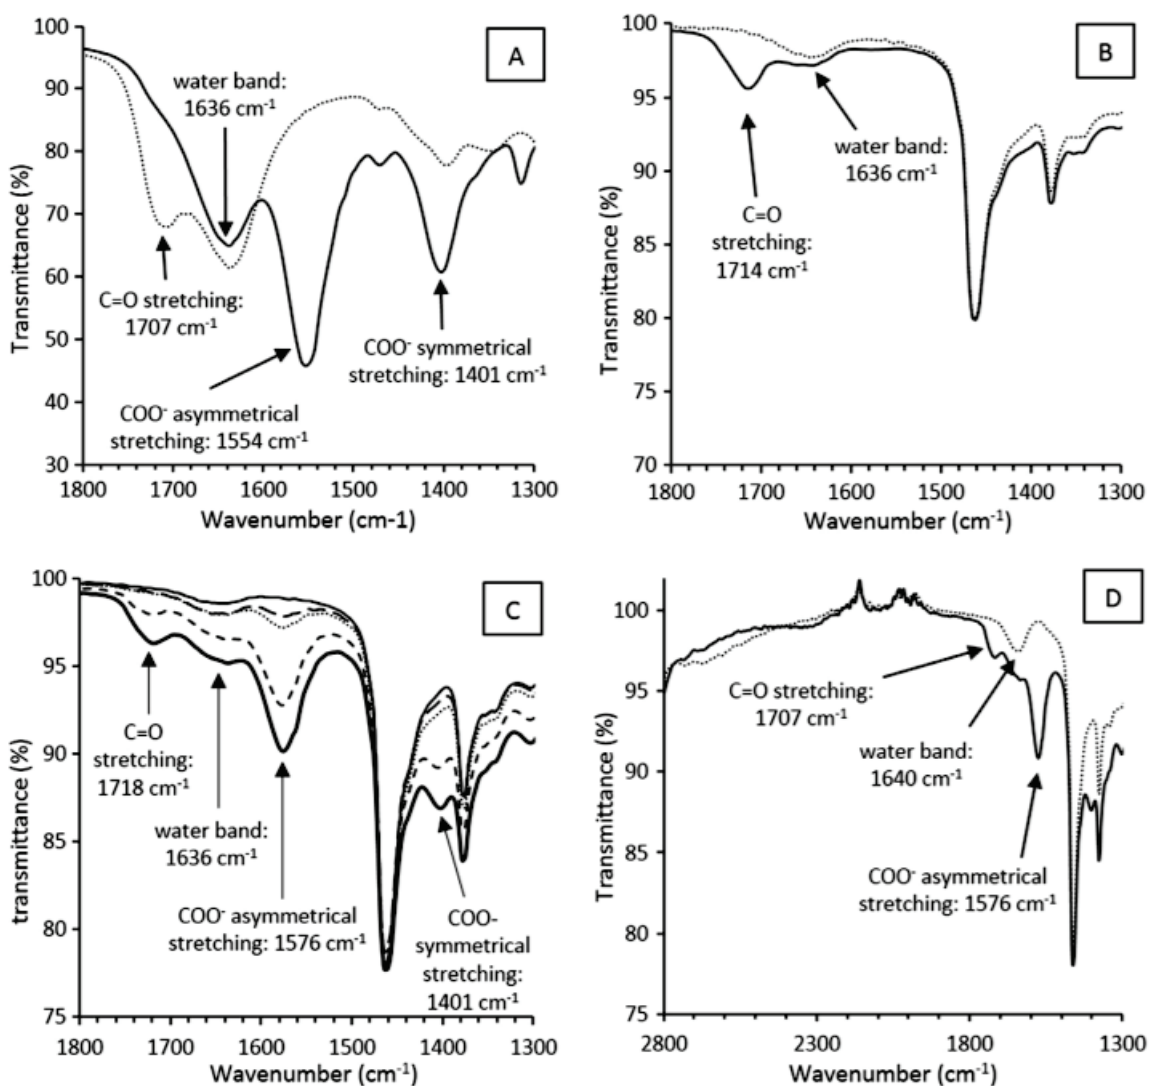 A
100
90
80
70
60
50
40
30
Transmittance (%)
water band:
1636 cm⁻¹
C=O stretching:
1707 cm⁻¹
COO⁻ symmetrical
stretching: 1401 cm⁻¹
COO⁻ asymmetrical
stretching: 1554 cm⁻¹
1800 1700 1600 1500 1400 1300
Wavenumber (cm-1)
B
100
95
90
85
80
75
70
Transmittance (%)
water band:
1636 cm⁻¹
C=O
stretching:
1714 cm⁻¹
1800 1700 1600 1500 1400 1300
Wavenumber (cm⁻¹)
C
100
95
90
85
80
75
transmittance (%)
C=O
stretching:
1718 cm⁻¹
water band:
1636 cm⁻¹
COO⁻ asymmetrical
stretching: 1576 cm⁻¹
COO-
symmetrical
stretching:
1401 cm⁻¹
1800 1700 1600 1500 1400 1300
Wavenumber (cm⁻¹)
D
100
95
90
85
80
75
Transmittance (%)
C=O stretching:
1707 cm⁻¹
water band:
1640 cm⁻¹
COO⁻ asymmetrical
stretching: 1576 cm⁻¹
2800 2300 1800 1300
Wavenumber (cm⁻¹)